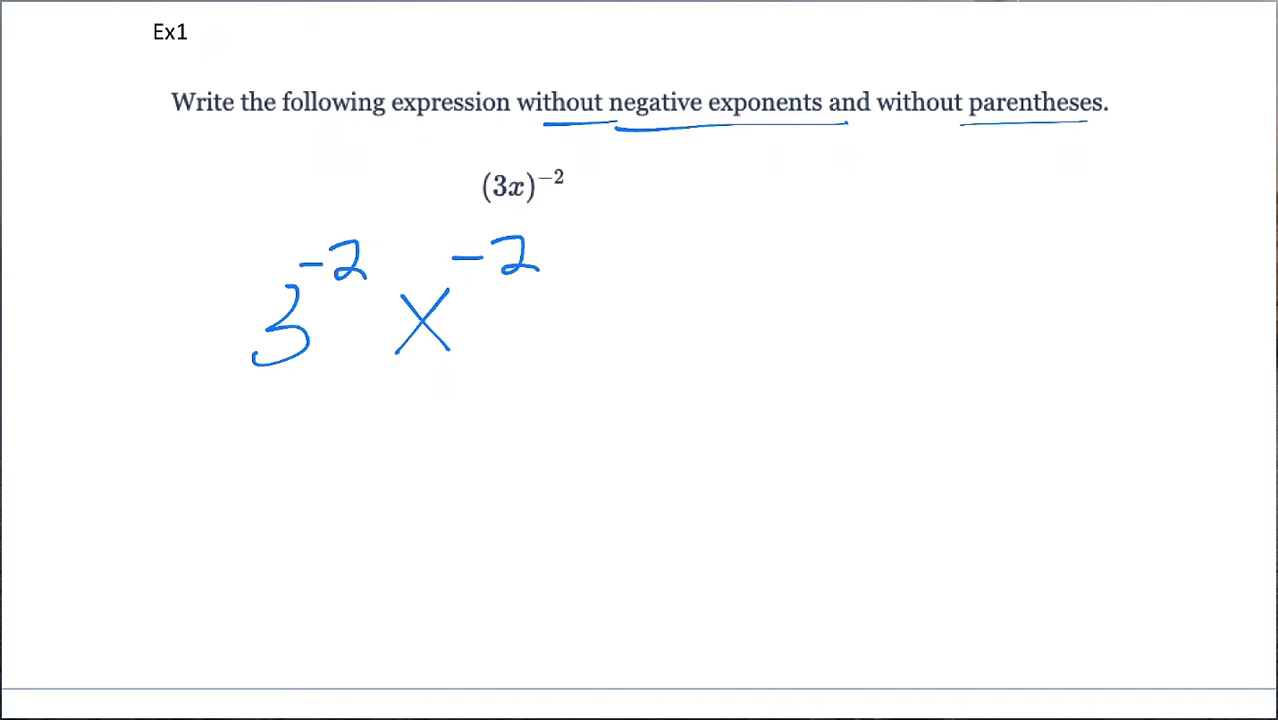 Ex1
Write the following expression without negative exponents and without parentheses.
(3x)⁻²
3⁻² x⁻²